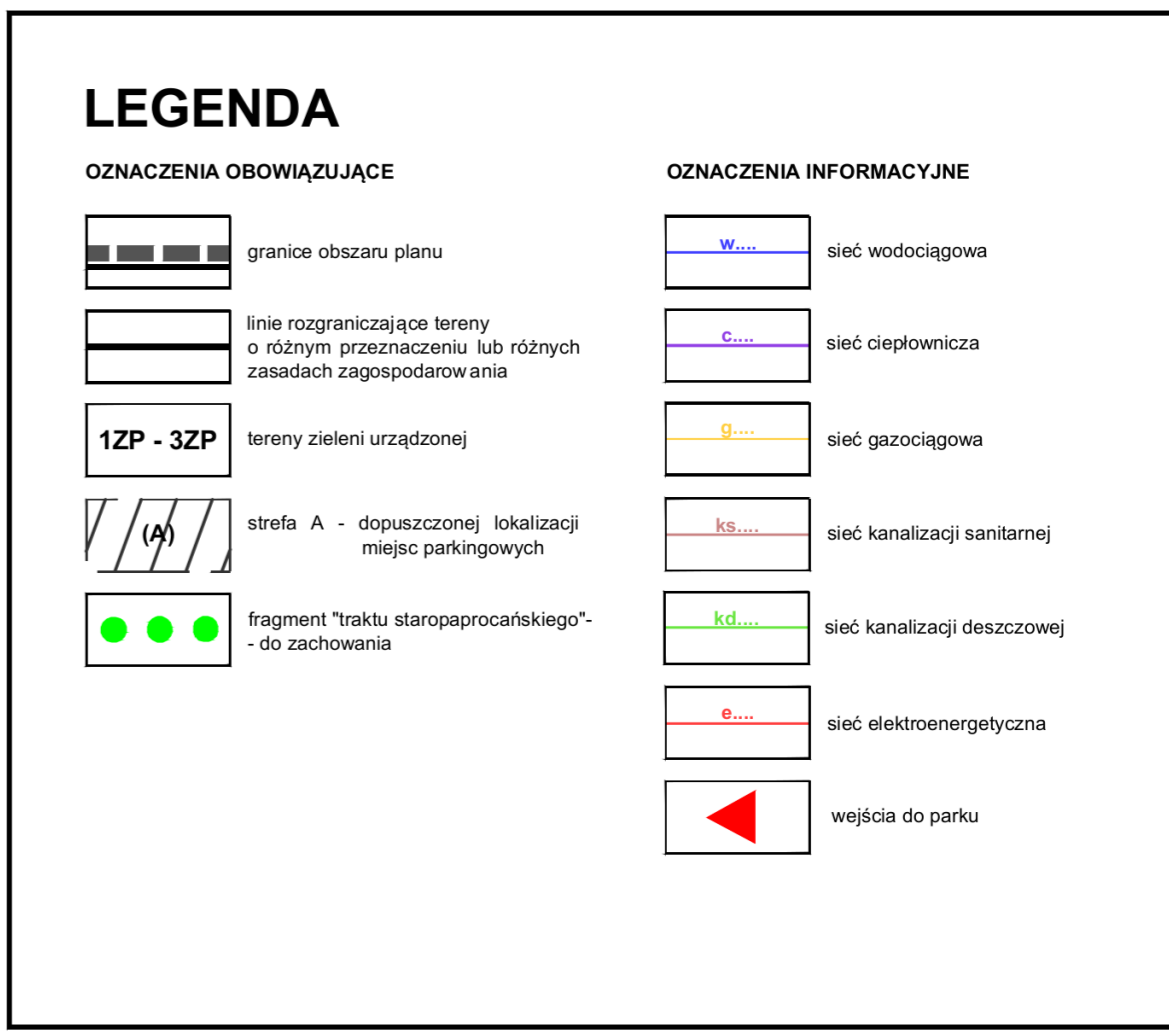 LEGENDA
OZNACZENIA OBOWIĄZUJĄCE
granice obszaru planu
linie rozgraniczające tereny
o różnym przeznaczeniu lub różnych
zasadach zagospodarowania
1ZP - 3ZP
tereny zieleni urządzonej
(A)
strefa A - dopuszczonej lokalizacji
miejsc parkingowych
fragment "traktu staropaprocańskiego"-
- do zachowania
OZNACZENIA INFORMACYJNE
w....
sieć wodociągowa
c....
sieć ciepłownicza
g....
sieć gazociągowa
ks....
sieć kanalizacji sanitarnej
kd....
sieć kanalizacji deszczowej
e....
sieć elektroenergetyczna
wejścia do parku